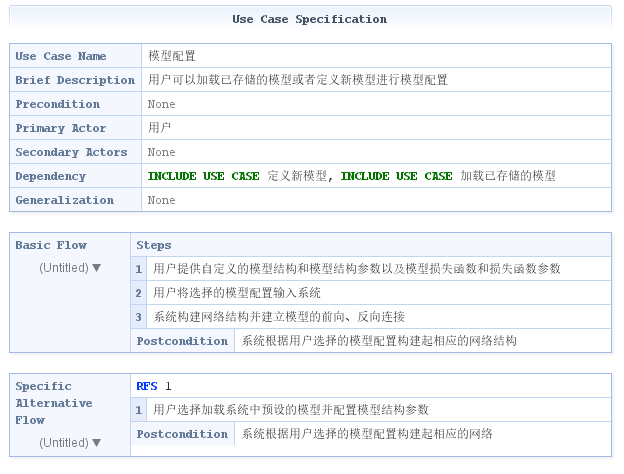 Use Case Specification
Use Case Name 模型配置
Brief Description 用户可以加载已存储的模型或者定义新模型进行模型配置
Precondition None
Primary Actor 用户
Secondary Actors None
Dependency INCLUDE USE CASE 定义新模型, INCLUDE USE CASE 加载已存储的模型
Generalization None
Basic Flow Steps
(Untitled) ▼
1 用户提供自定义的模型结构和模型结构参数以及模型损失函数和损失函数参数
2 用户将选择的模型配置输入系统
3 系统构建网络结构并建立模型的前向、反向连接
Postcondition 系统根据用户选择的模型配置构建起相应的网络结构
Specific Alternative Flow RFS 1
(Untitled) ▼
1 用户选择加载系统中预设的模型并配置模型结构参数
Postcondition 系统根据用户选择的模型配置构建起相应的网络